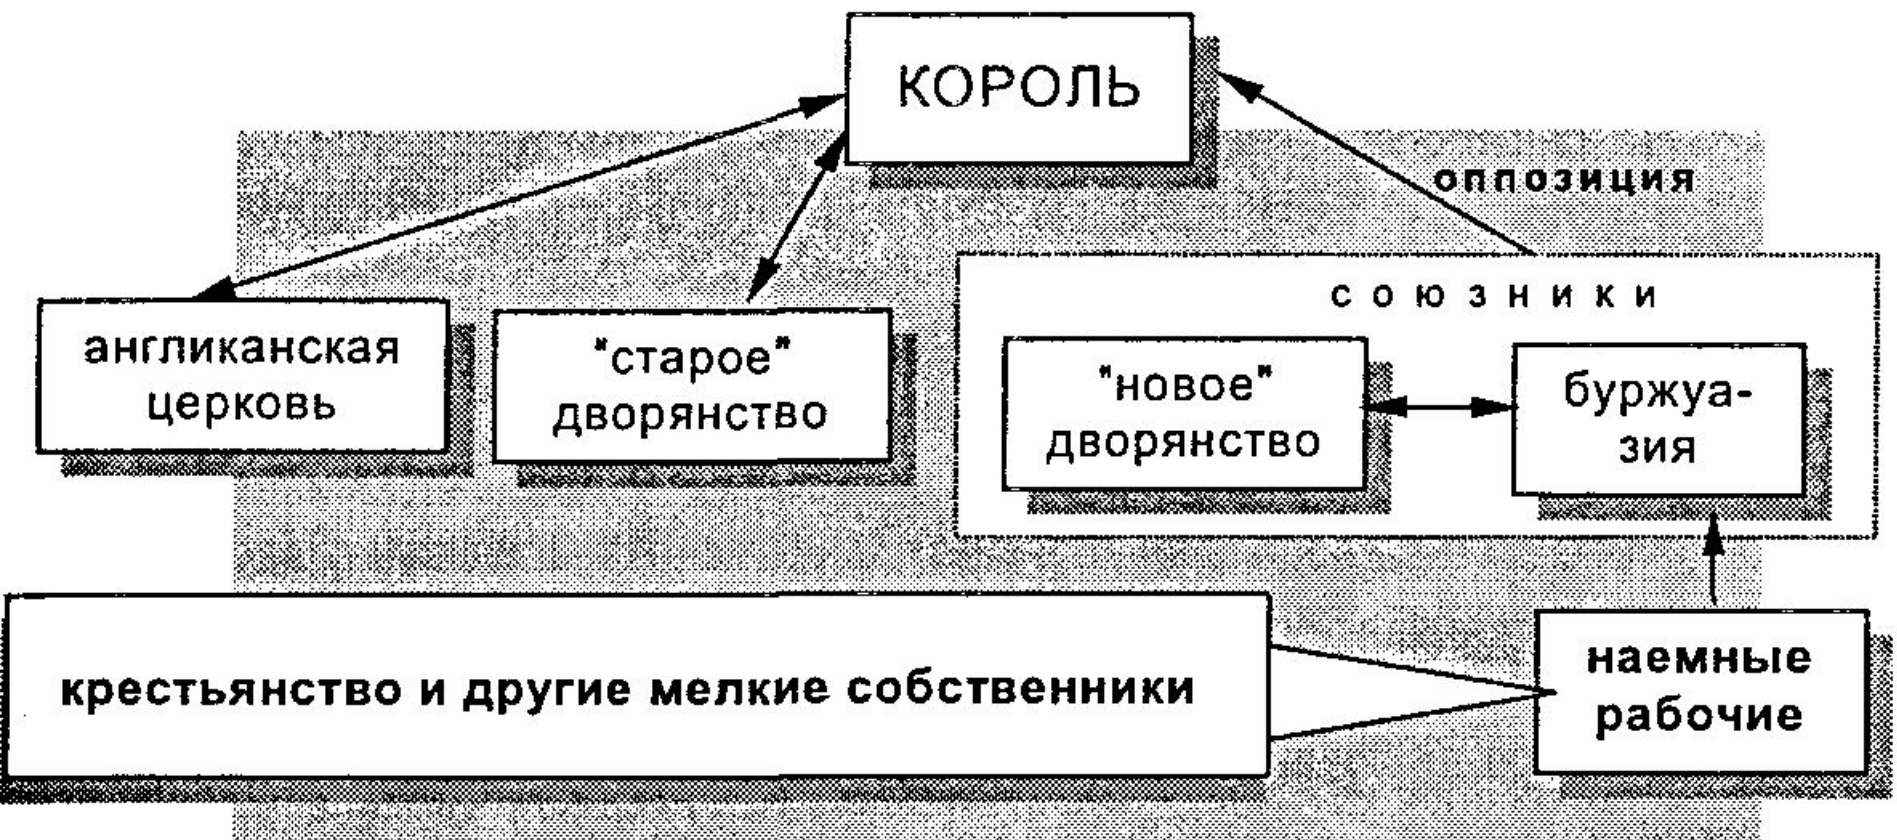 КОРОЛЬ
оппозиция
союзники
англиканская
церковь
"старое"
дворянство
"новое"
дворянство
буржуа-
зия
крестьянство и другие мелкие собственники
наемные
рабочие